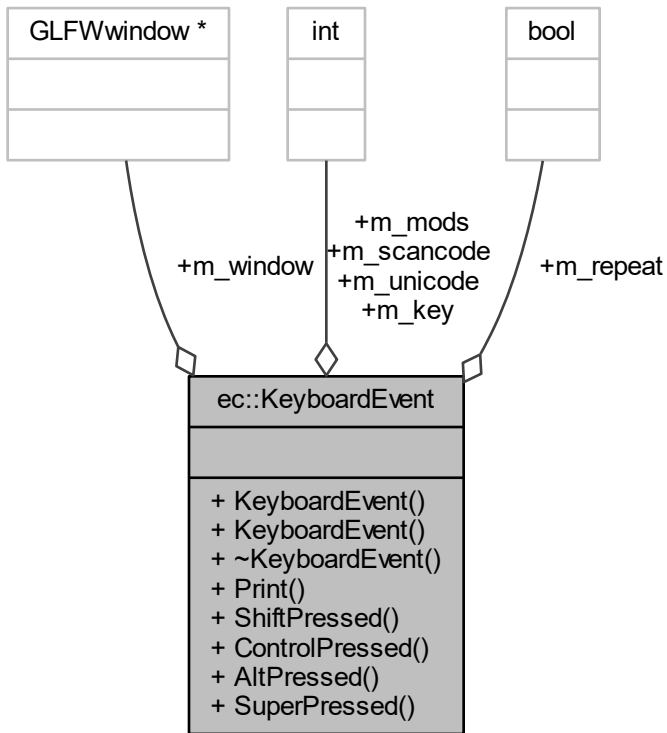 GLFWwindow *
int
bool
+m_window
+m_mods
+m_scancode
+m_unicode
+m_key
+m_repeat
ec::KeyboardEvent
+ KeyboardEvent()
+ KeyboardEvent()
+ ~KeyboardEvent()
+ Print()
+ ShiftPressed()
+ ControlPressed()
+ AltPressed()
+ SuperPressed()